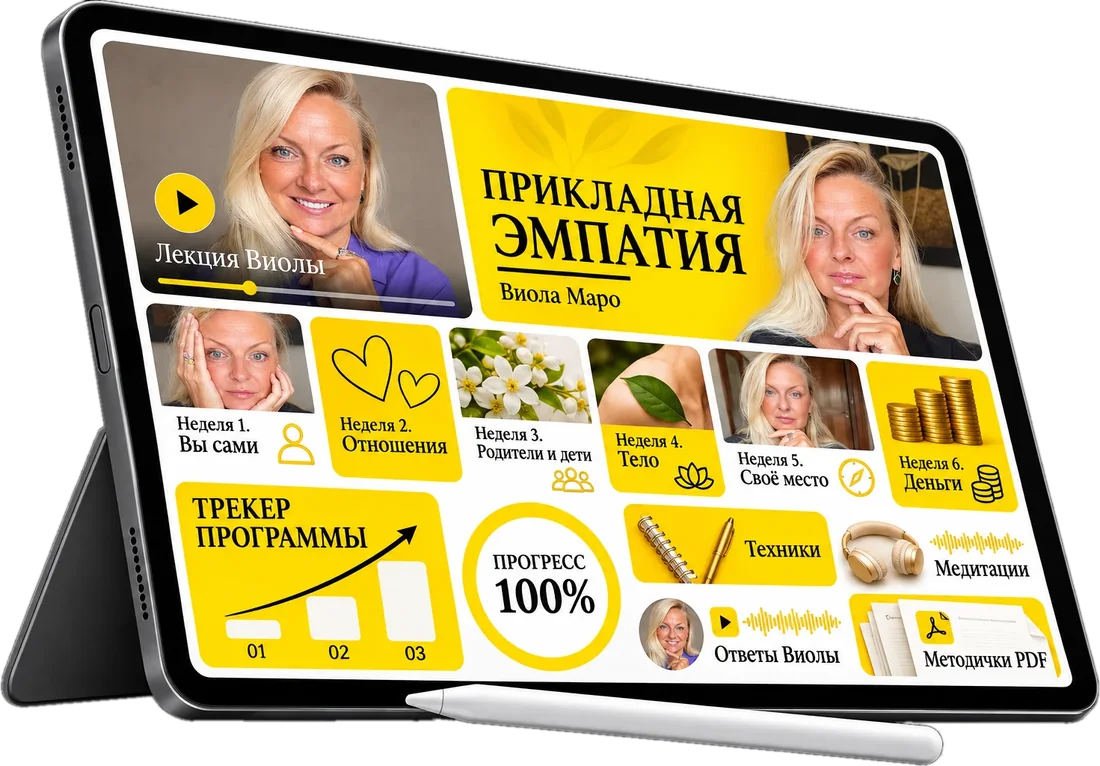 Лекция Виолы
ПРИКЛАДНАЯ
ЭМПАТИЯ
Виола Маро
Неделя 1.
Вы сами
Неделя 2.
Отношения
Неделя 3.
Родители и дети
Неделя 4.
Тело
Неделя 5.
Своё место
Неделя 6.
Деньги
ТРЕКЕР
ПРОГРАММЫ
01 02 03
ПРОГРЕСС
100%
Техники
Медитации
Ответы Виолы
Методички PDF